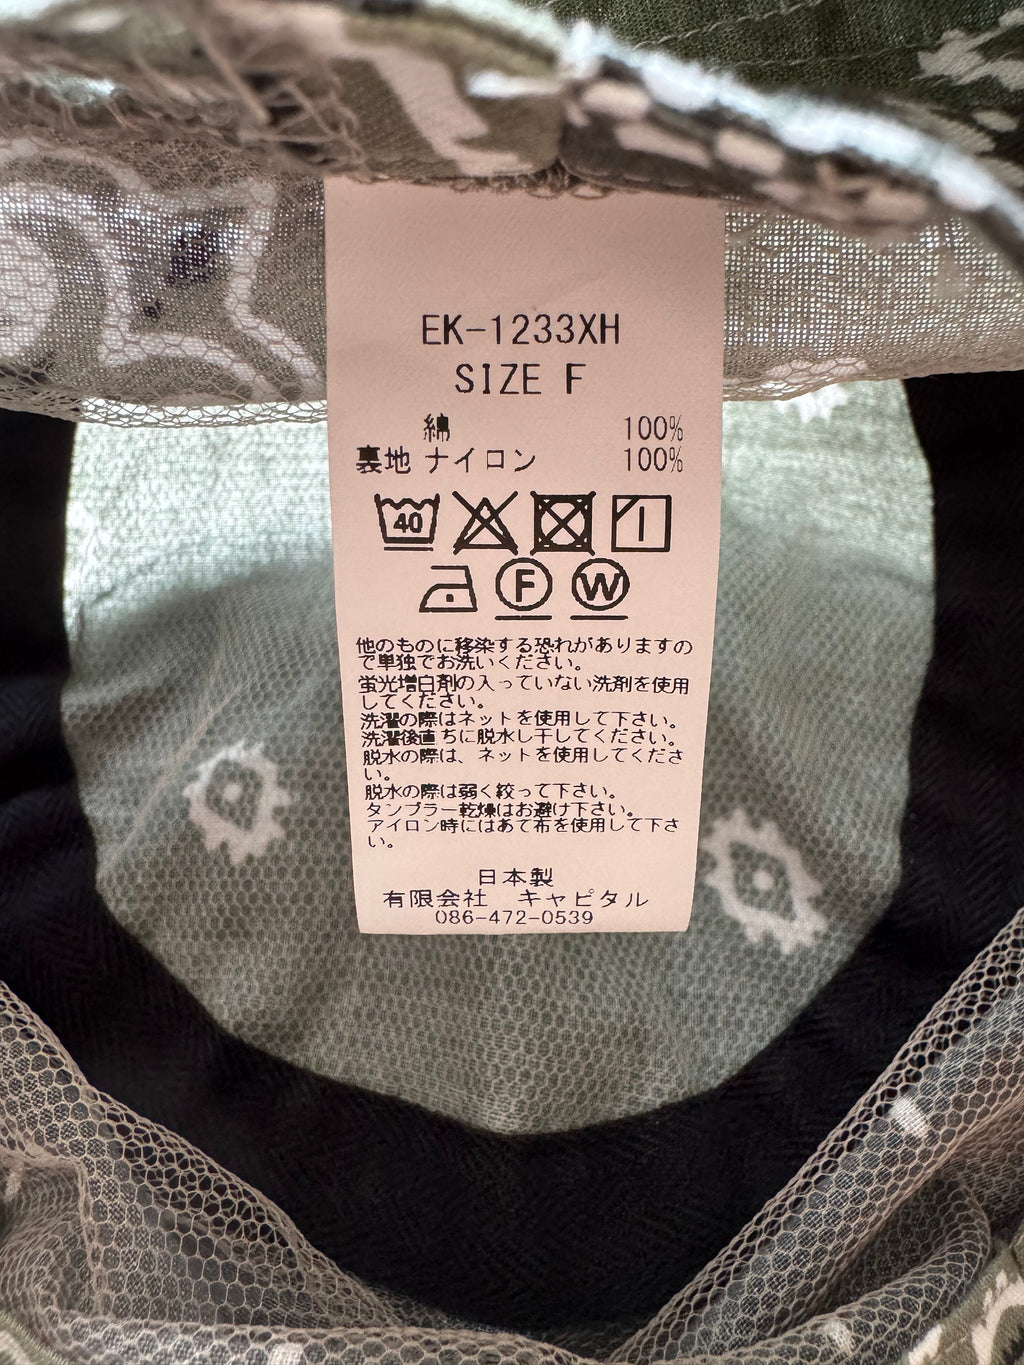 EK-1233XH
SIZE F
綿 100%
裏地 ナイロン 100%
40
F W
他のものに移染する恐れがありますの
で単独でお洗いください。
蛍光増白剤の入っていない洗剤を使用
してください。
洗濯の際はネットを使用して下さい。
洗濯後直ちに脱水し干してください。
脱水の際は、ネットを使用してくださ
い。
脱水の際は弱く絞って下さい。
タンブラー乾燥はお避け下さい。
アイロン時にはあて布を使用して下さ
い。
日本製
有限会社 キャピタル
086-472-0539